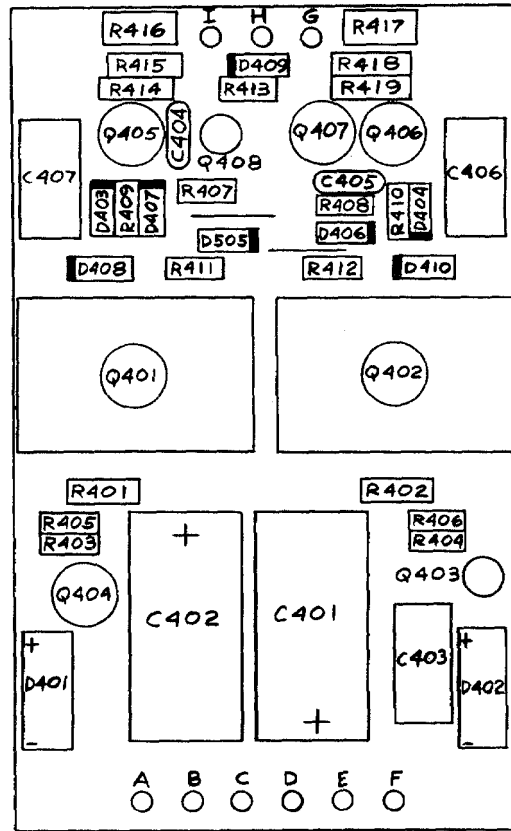 R416 I H G R417
R415 D409 R418
R414 R413 R419
Q405 C404 Q407 Q406
Q408
C407 C406
D403 R409 D407 R407 C405 R408 R410 D404
D505 D406
D408 R411 R412 D410
Q401 Q402
R401 R402
R405 R406
R403 + R404
Q403
Q404
C402 C401
+ +
D401 C403 D402
+
- -
A B C D E F